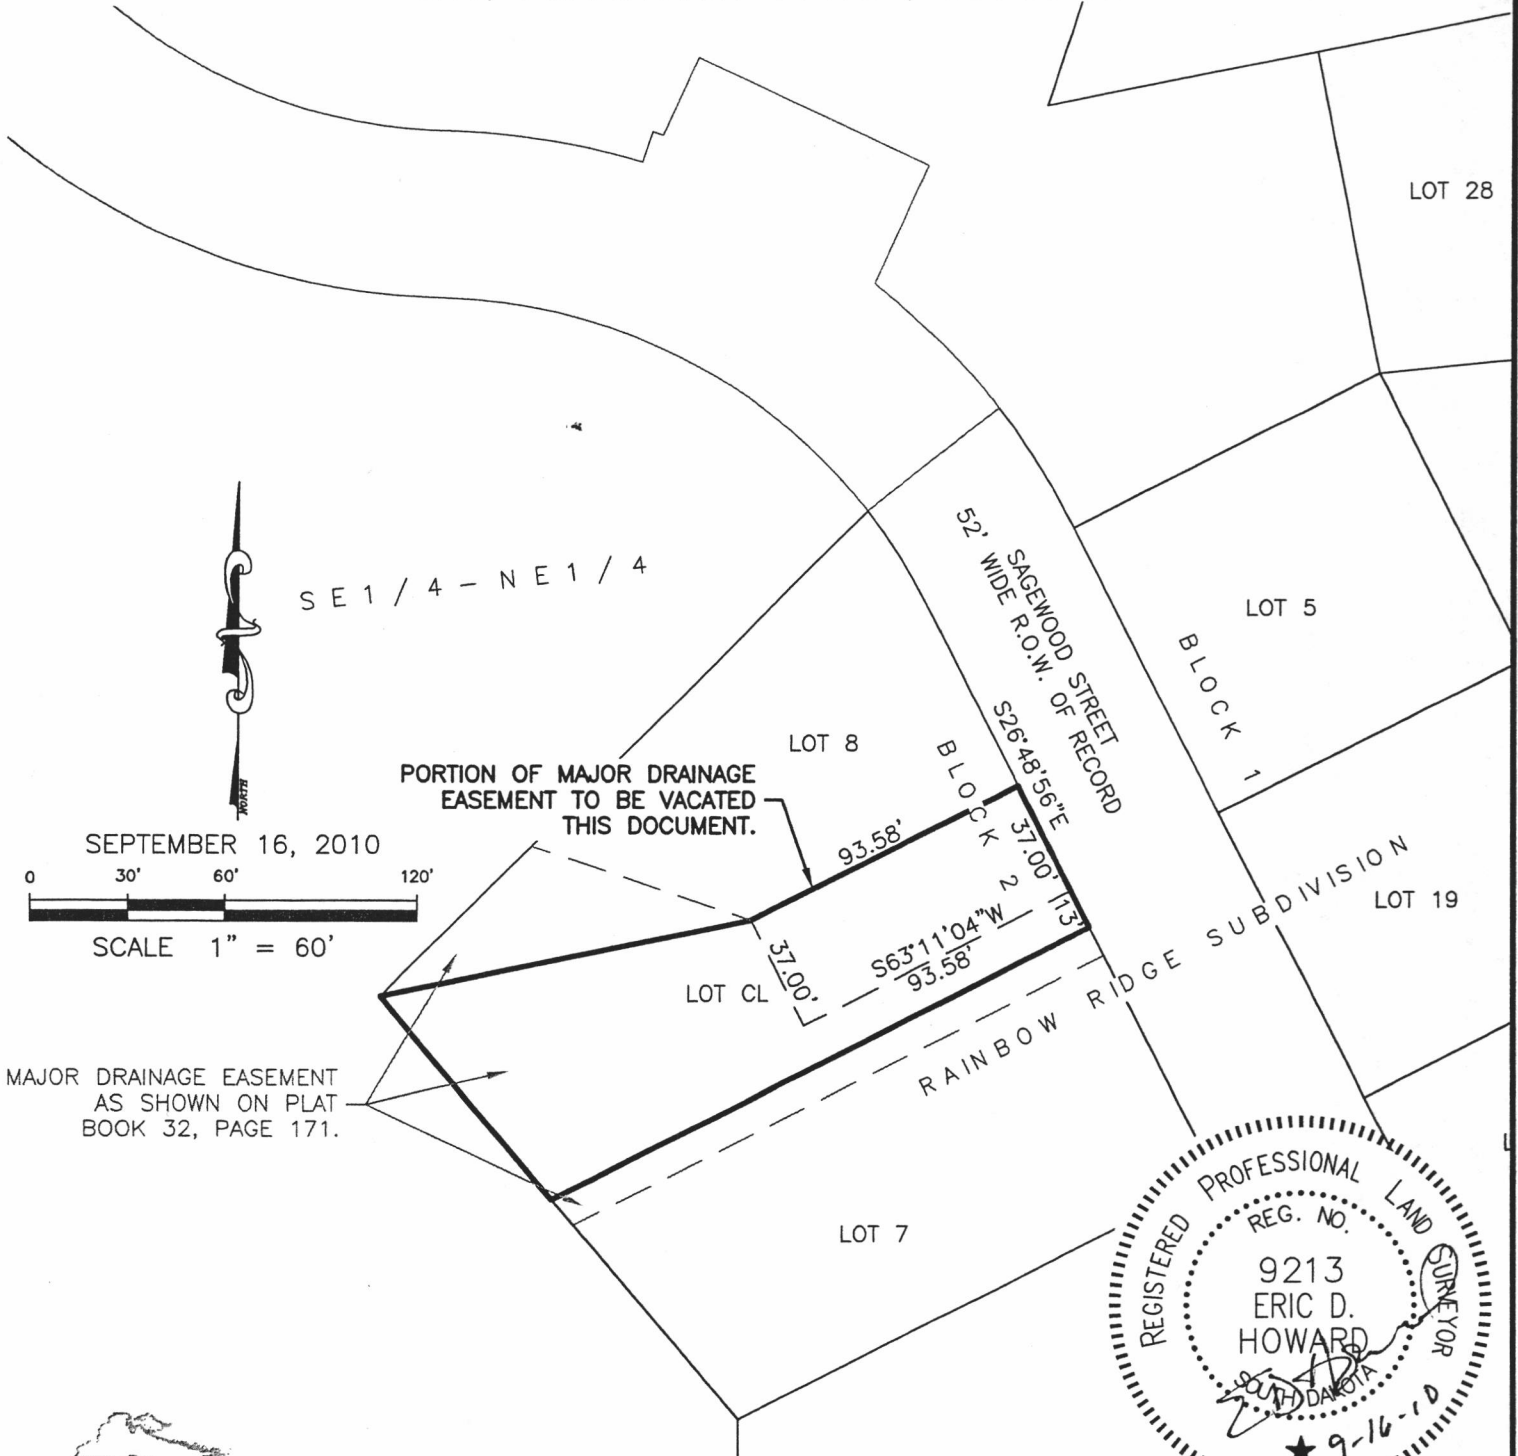 LOT 28
SE1/4-NE1/4
SAGEWOOD STREET
52' WIDE R.O.W. OF RECORD
LOT 5
BLOCK 1
LOT 8
BLOCK 2
S26°48'56"E
37.00'
PORTION OF MAJOR DRAINAGE
EASEMENT TO BE VACATED
THIS DOCUMENT.
93.58'
NORTH
SEPTEMBER 16, 2010
0 30' 60' 120'
SCALE 1" = 60'
13'
S63°11'04"W
93.58'
37.00'
LOT CL
LOT 19
RAINBOW RIDGE SUBDIVISION
MAJOR DRAINAGE EASEMENT
AS SHOWN ON PLAT
BOOK 32, PAGE 171.
LOT 7
REGISTERED PROFESSIONAL LAND SURVEYOR
REG. NO.
9213
ERIC D.
HOWARD
SOUTH DAKOTA
9-16-10